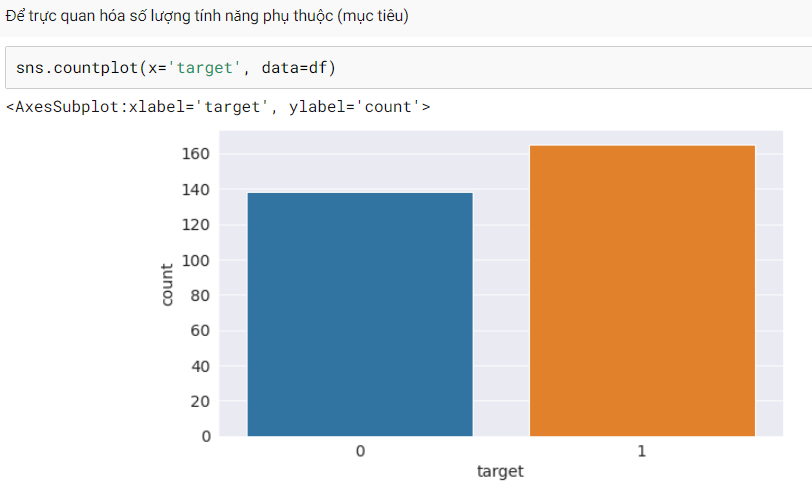 Để trực quan hóa số lượng tính năng phụ thuộc (mục tiêu)
sns.countplot(x='target', data=df)
<AxesSubplot:xlabel='target', ylabel='count'>
160
140
120
100
80
60
40
20
0
count
0 1
target